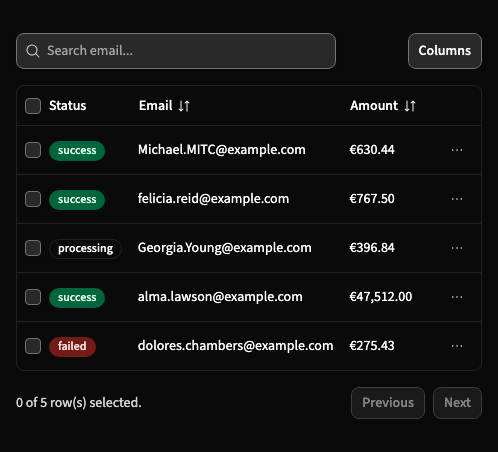 Search email...
Columns
Status Email Amount
success Michael.MITC@example.com €630.44 ...
success felicia.reid@example.com €767.50 ...
processing Georgia.Young@example.com €396.84 ...
success alma.lawson@example.com €47,512.00 ...
failed dolores.chambers@example.com €275.43 ...
0 of 5 row(s) selected.
Previous Next